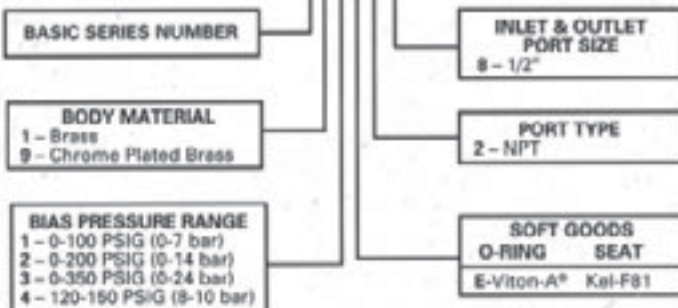 BASIC SERIES NUMBER
BODY MATERIAL
1 – Brass
9 – Chrome Plated Brass
BIAS PRESSURE RANGE
1 – 0-100 PSIG (0-7 bar)
2 – 0-200 PSIG (0-14 bar)
3 – 0-350 PSIG (0-24 bar)
4 – 120-150 PSIG (8-10 bar)
INLET & OUTLET
PORT SIZE
8 – 1/2"
PORT TYPE
2 – NPT
SOFT GOODS
O-RING SEAT
E-Viton-A® Kel-F81